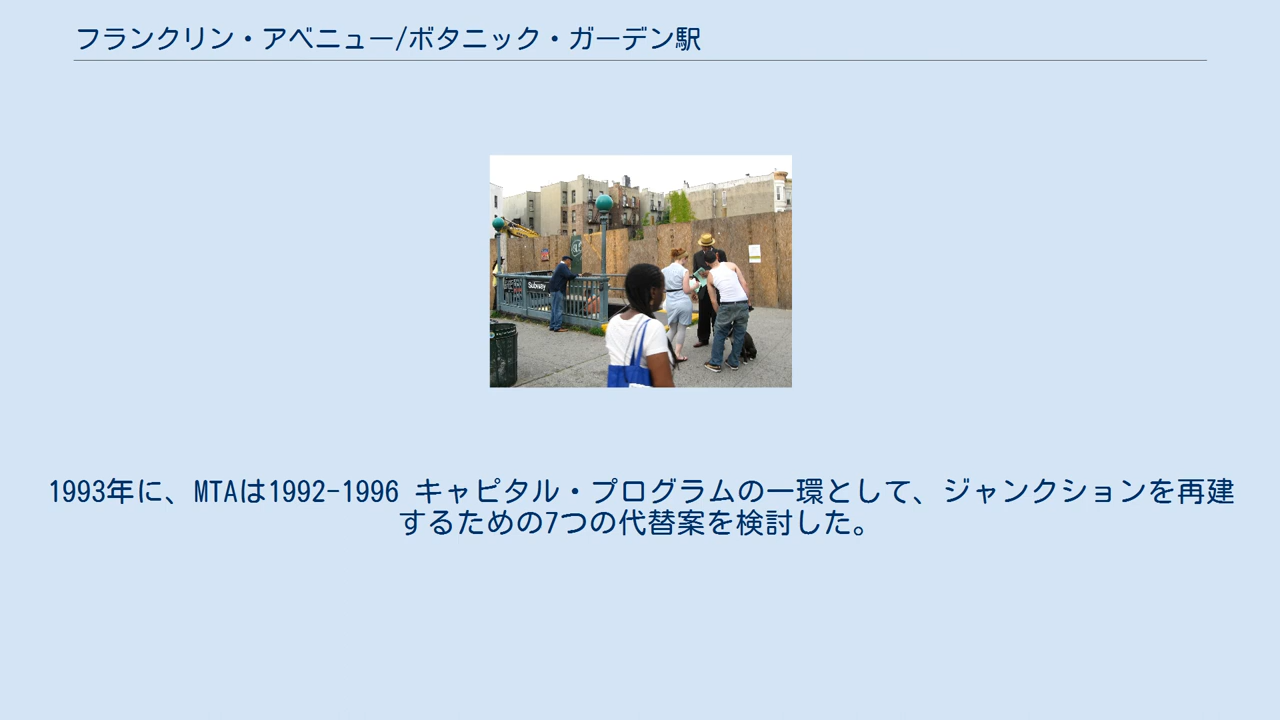 フランクリン・アベニュー/ボタニック・ガーデン駅
Subway
1993年に、MTAは1992-1996 キャピタル・プログラムの一環として、ジャンクションを再建
するための7つの代替案を検討した。